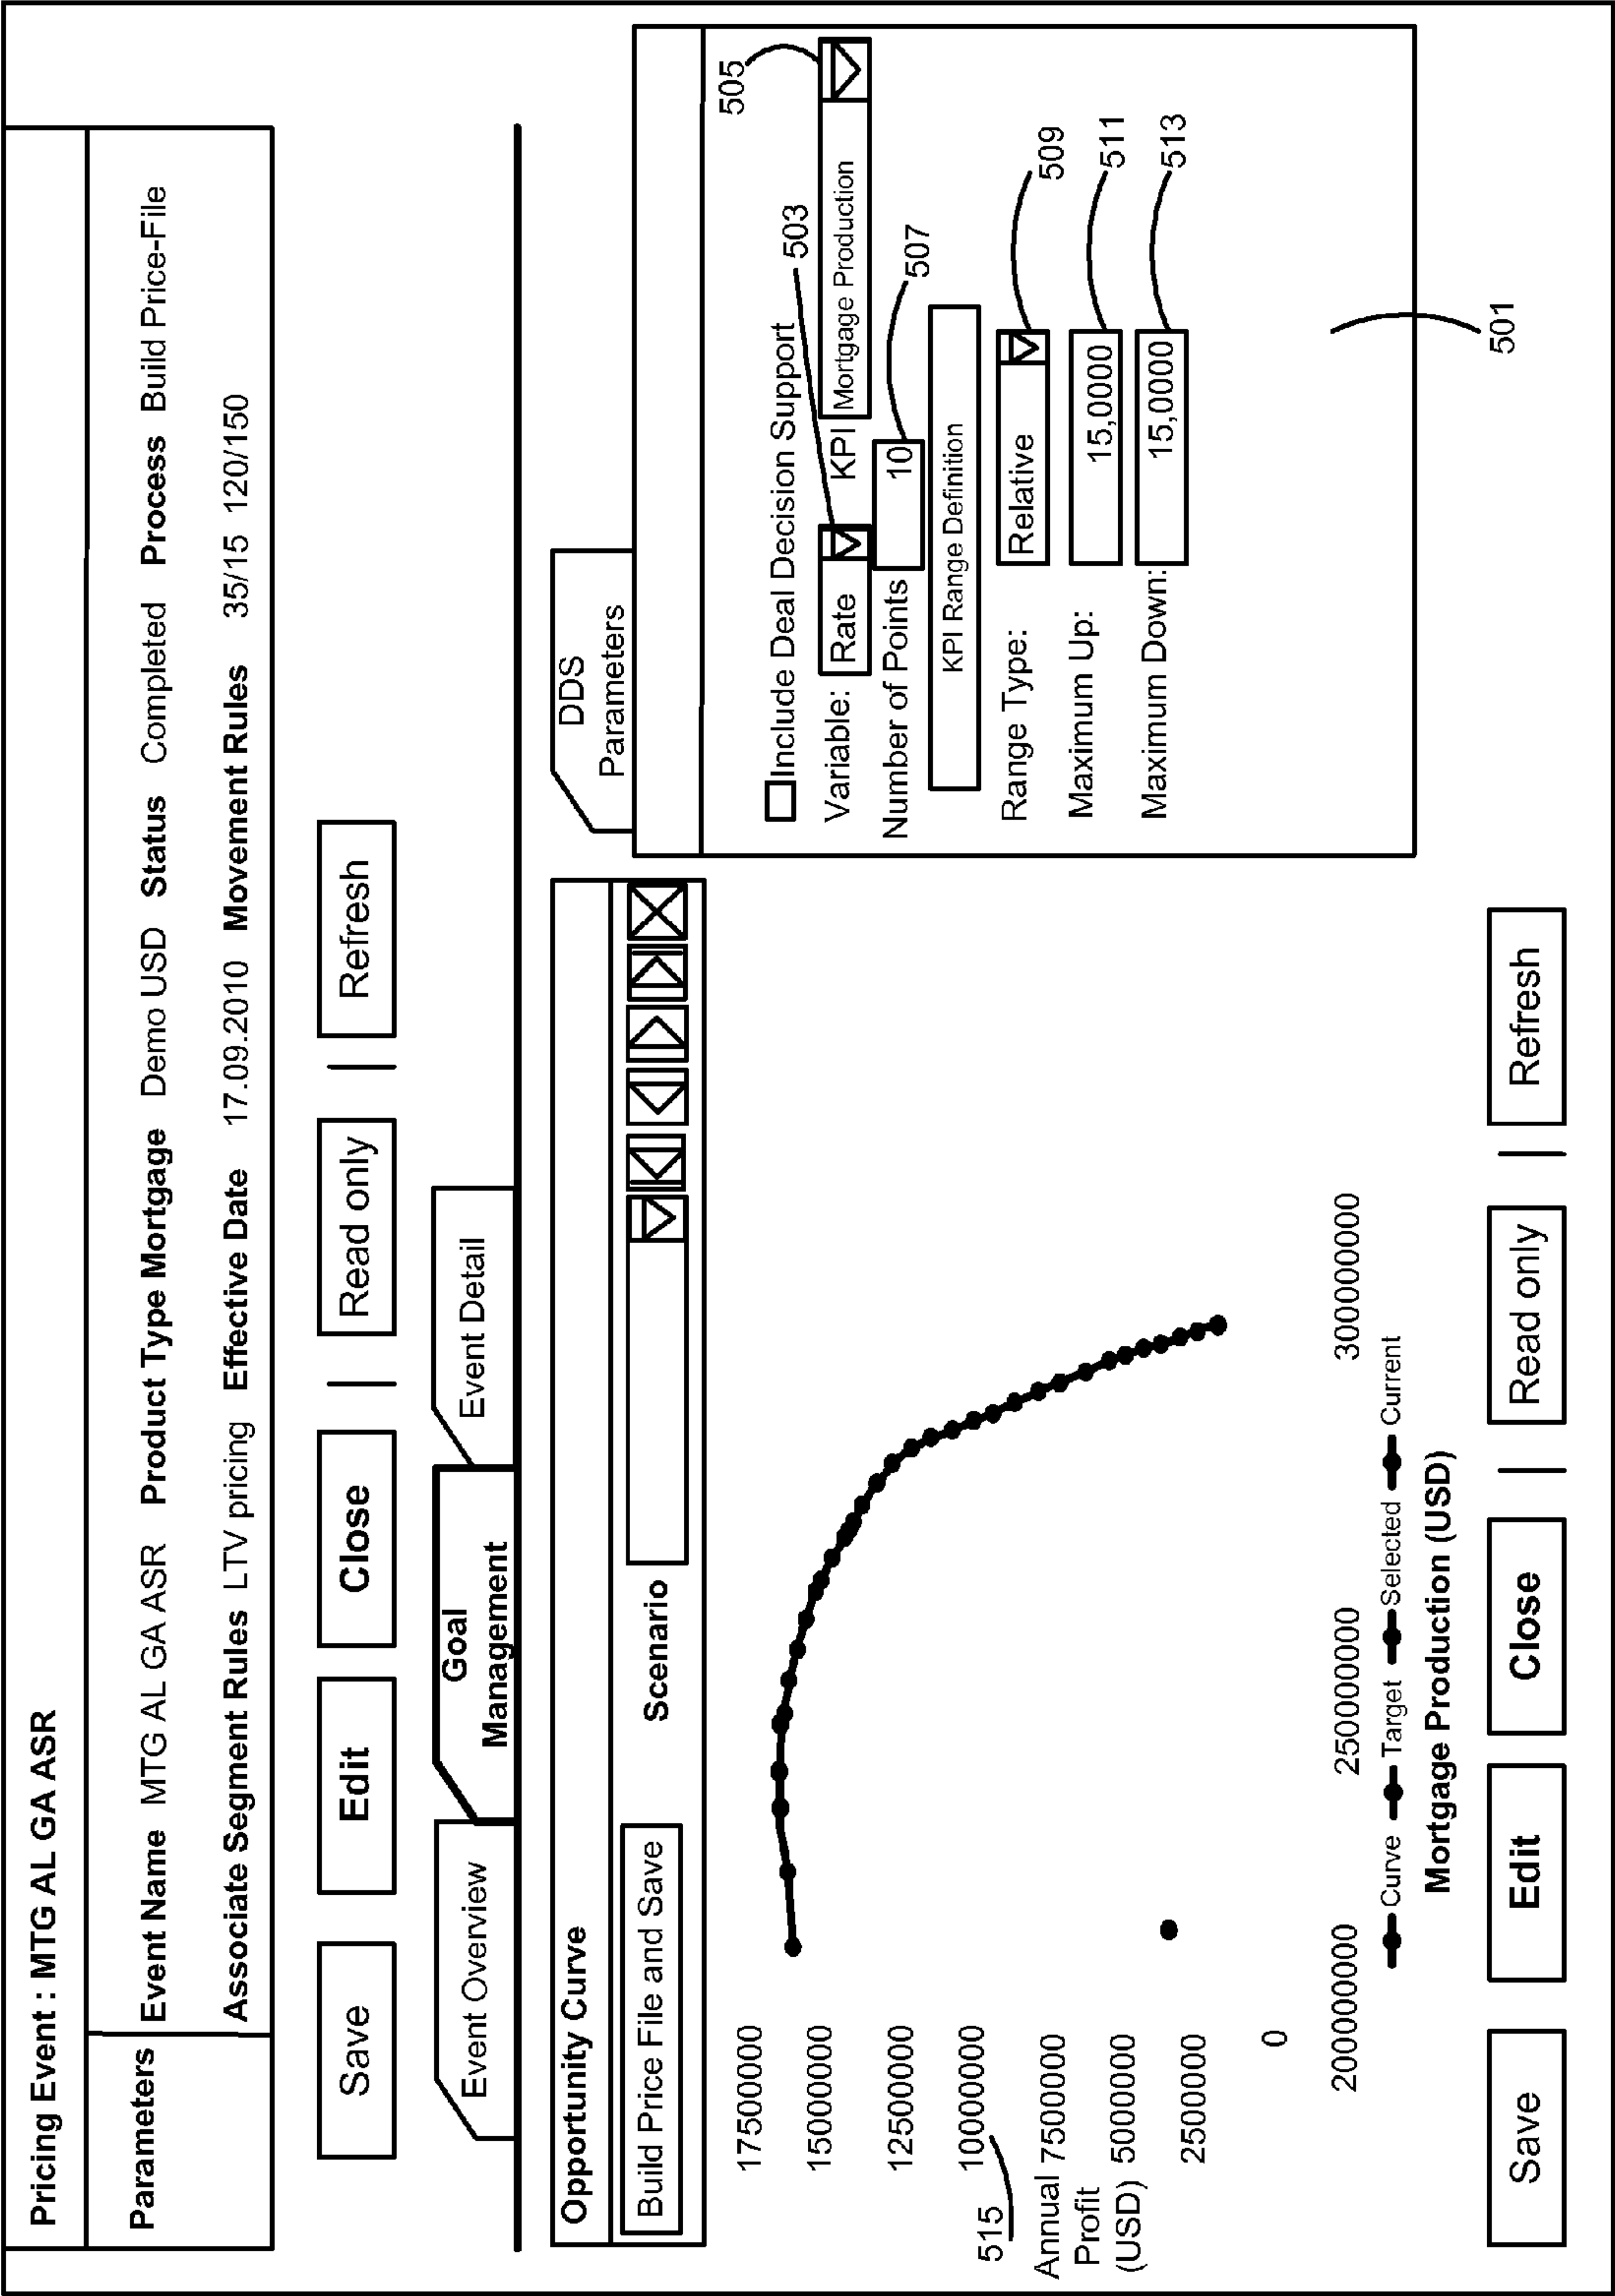 Pricing Event : MTG AL GA ASR
Parameters
Event Name MTG AL GA ASR Product Type Mortgage Demo USD Status Completed Process Build Price-File
Associate Segment Rules LTV pricing Effective Date 17.09.2010 Movement Rules 35/15 120/150
Save Edit Close | Read only | Refresh
Event Overview
Goal
Management
Event Detail
Opportunity Curve
Build Price File and Save Scenario
17500000
15000000
12500000
10000000
7500000
5000000
2500000
0
515
Annual
Profit
(USD)
20000000 25000000 30000000
Curve Target Selected Current
Mortgage Production (USD)
DDS
Parameters
505
Include Deal Decision Support 503
Variable: Rate KPI Mortgage Production
Number of Points 10 507
KPI Range Definition
Range Type: Relative 509
Maximum Up: 15,0000 511
Maximum Down: 15,0000 513
501
Save Edit Close | Read only | Refresh